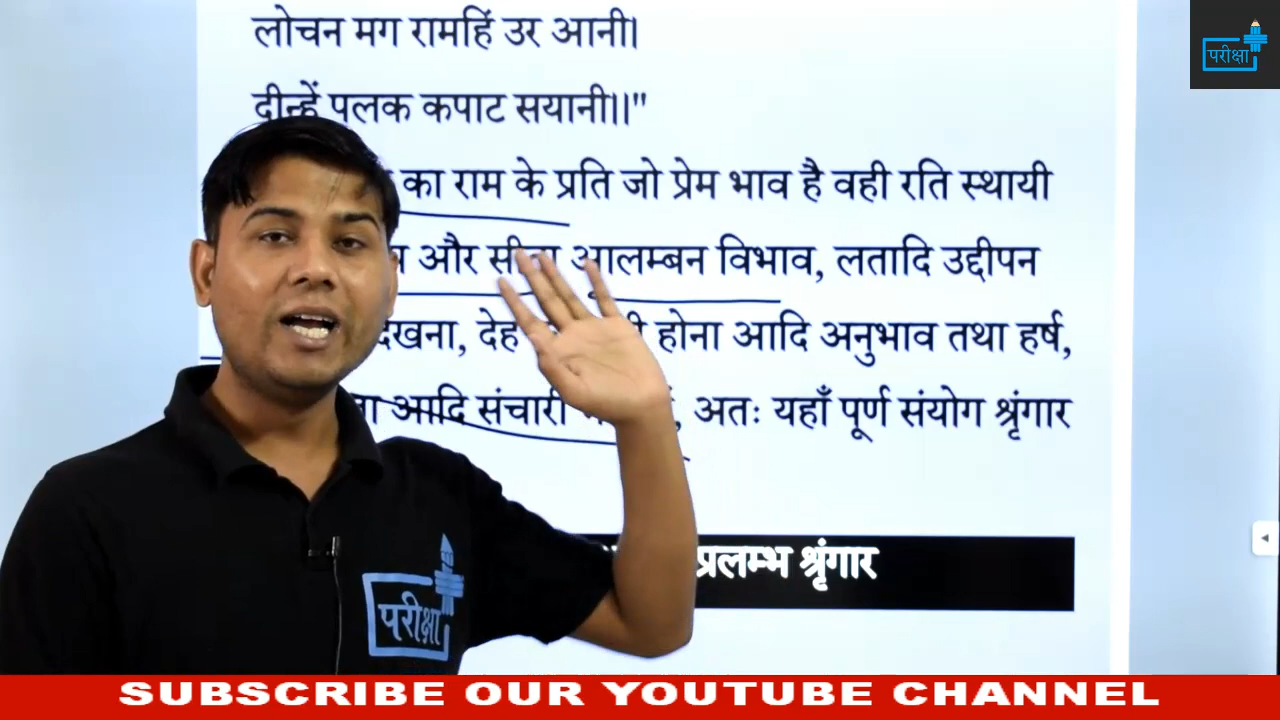 लोचन मग रामहिं उर आनी।
दीन्हें पलक कपाट सयानी।।"
का राम के प्रति जो प्रेम भाव है वही रति स्थायी
और सीता आलम्बन विभाव, लतादि उद्दीपन
देखना, देह होना आदि अनुभाव तथा हर्ष,
आदि संचारी अतः यहाँ पूर्ण संयोग श्रृंगार
श्रृंगार
परीक्षा
परीक्षा
SUBSCRIBE OUR YOUTUBE CHANNEL